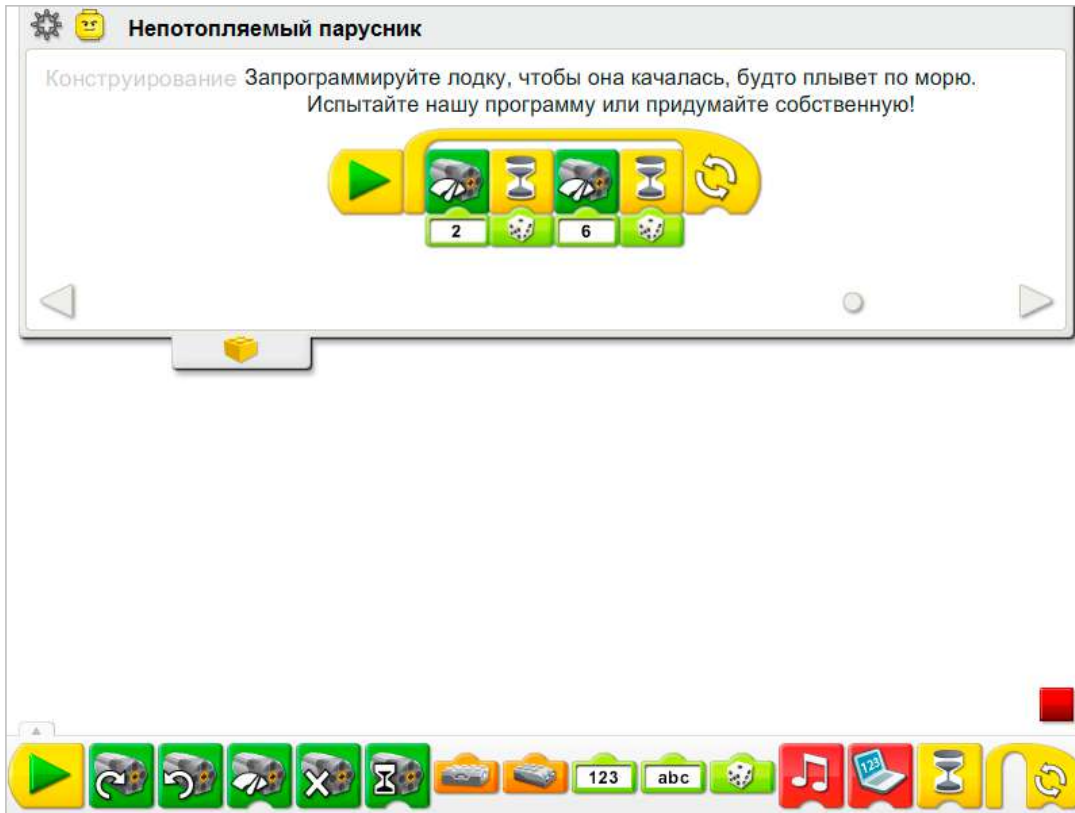 Непотопляемый парусник
Конструирование Запрограммируйте лодку, чтобы она качалась, будто плывет по морю.
Испытайте нашу программу или придумайте собственную!
2 6
123 abc 123